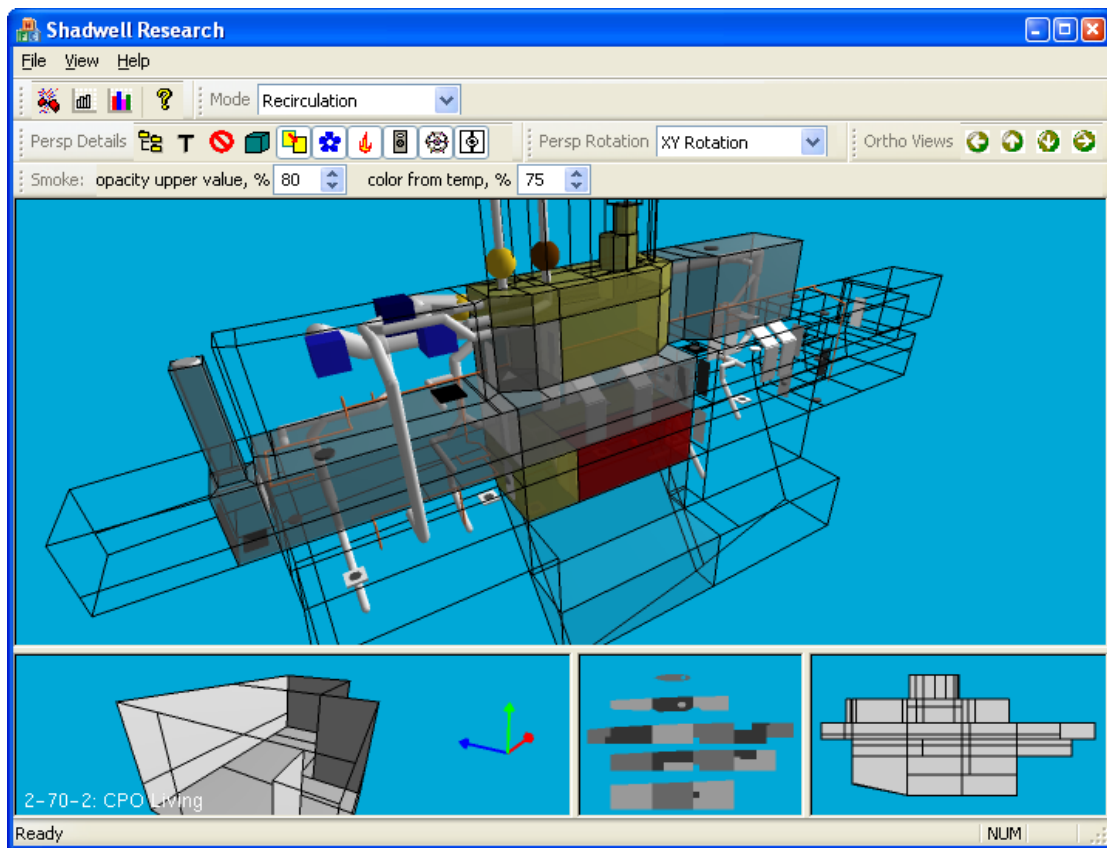 Shadwell Research
File View Help
Mode Recirculation
Persp Details T Persp Rotation XY Rotation Ortho Views
Smoke: opacity upper value, % 80 color from temp, % 75
2-70-2: CPO Living
Ready NUM